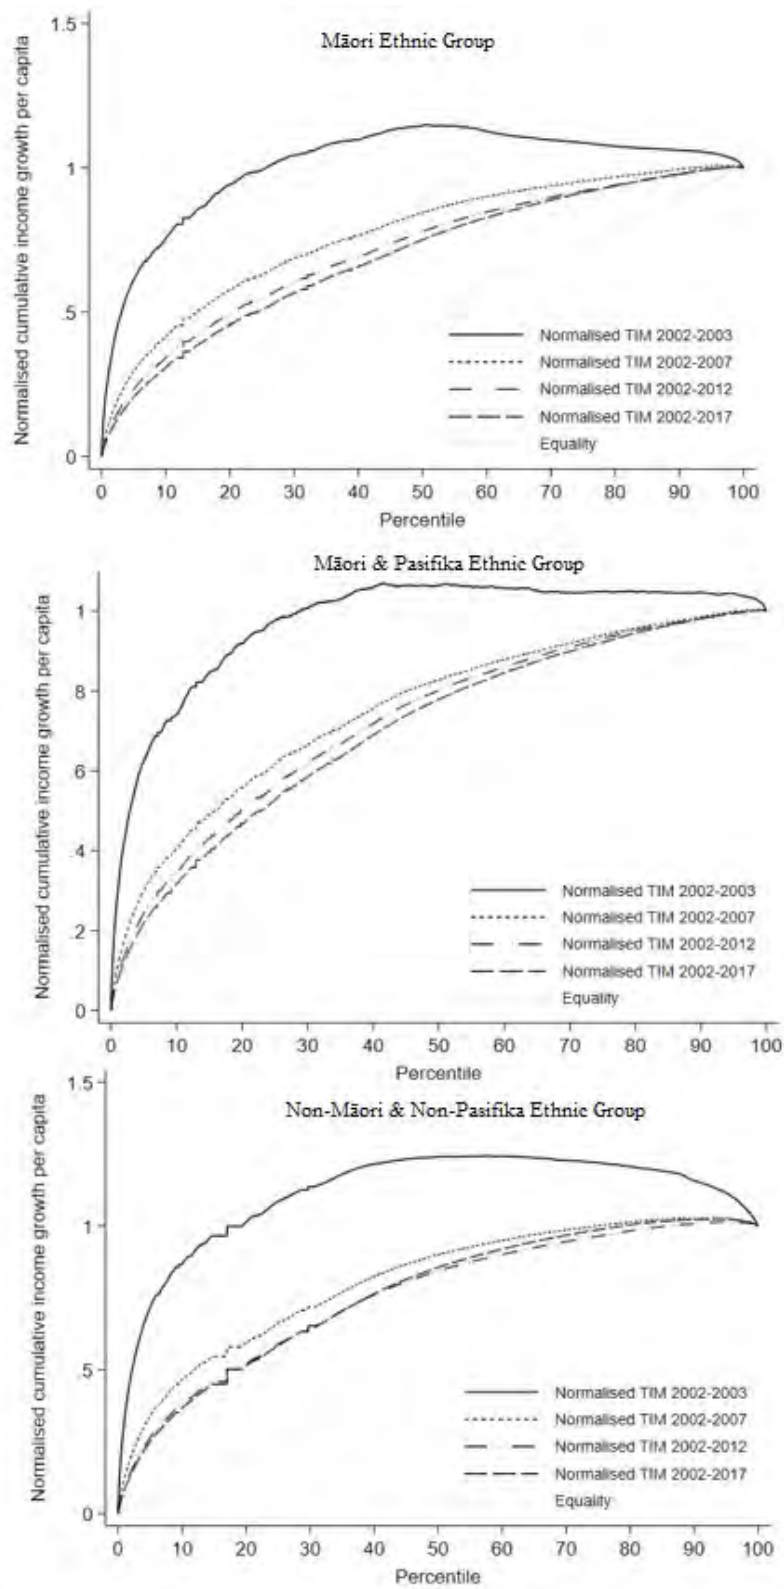 Māori Ethnic Group
Normalised cumulative income growth per capita
1.5
1
.5
0
Normalised TIM 2002-2003
Normalised TIM 2002-2007
Normalised TIM 2002-2012
Normalised TIM 2002-2017
Equality
0 10 20 30 40 50 60 70 80 90 100
Percentile
Māori & Pasifika Ethnic Group
Normalised cumulative income growth per capita
1
.8
.6
.4
.2
0
Normalised TIM 2002-2003
Normalised TIM 2002-2007
Normalised TIM 2002-2012
Normalised TIM 2002-2017
Equality
0 10 20 30 40 50 60 70 80 90 100
Percentile
Non-Māori & Non-Pasifika Ethnic Group
Normalised cumulative income growth per capita
1.5
1
.5
0
Normalised TIM 2002-2003
Normalised TIM 2002-2007
Normalised TIM 2002-2012
Normalised TIM 2002-2017
Equality
0 10 20 30 40 50 60 70 80 90 100
Percentile